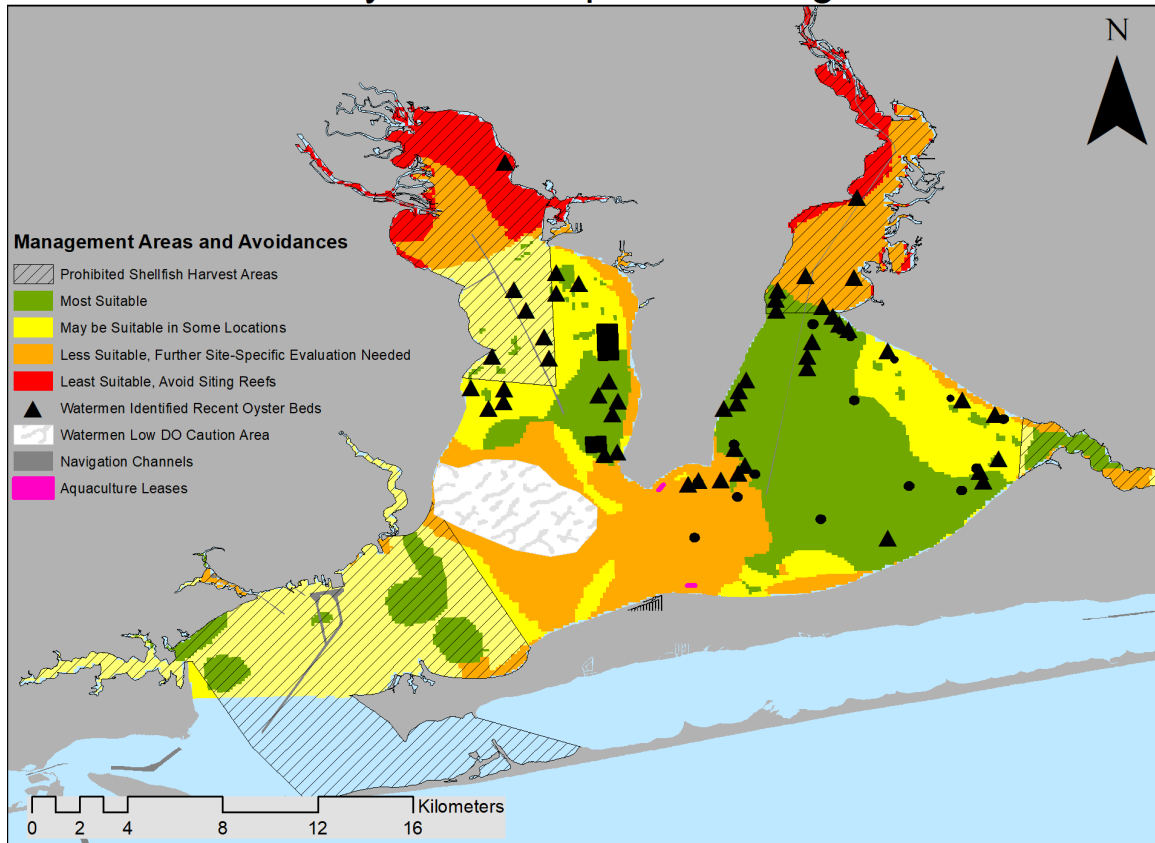 N
Management Areas and Avoidances
Prohibited Shellfish Harvest Areas
Most Suitable
May be Suitable in Some Locations
Less Suitable, Further Site-Specific Evaluation Needed
Least Suitable, Avoid Siting Reefs
Watermen Identified Recent Oyster Beds
Watermen Low DO Caution Area
Navigation Channels
Aquaculture Leases
Kilometers
0 2 4 8 12 16